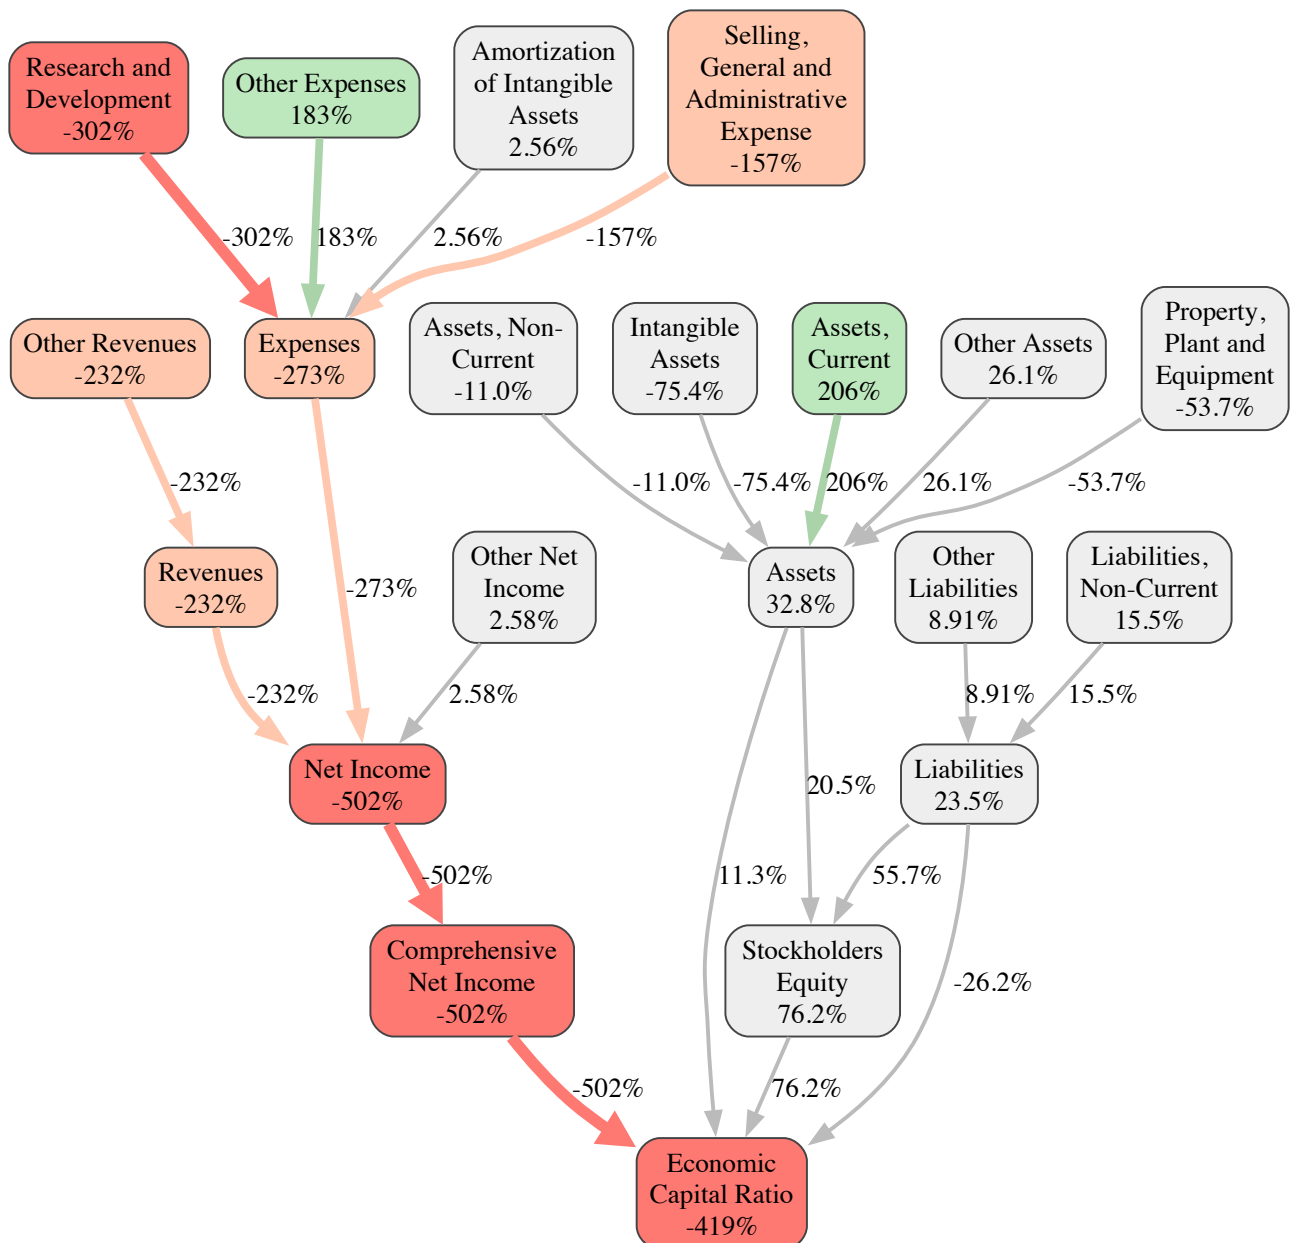 Research and
Development
-302%
Other Expenses
183%
Amortization
of Intangible
Assets
2.56%
Selling,
General and
Administrative
Expense
-157%
-302%
183%
2.56%
-157%
Other Revenues
-232%
Expenses
-273%
Assets, Non-
Current
-11.0%
Intangible
Assets
-75.4%
Assets,
Current
206%
Other Assets
26.1%
Property,
Plant and
Equipment
-53.7%
-232%
-11.0%
-75.4%
206%
26.1%
-53.7%
Revenues
-232%
-273%
Other Net
Income
2.58%
Assets
32.8%
Other
Liabilities
8.91%
Liabilities,
Non-Current
15.5%
-232%
2.58%
8.91%
15.5%
Net Income
-502%
20.5%
Liabilities
23.5%
-502%
11.3%
55.7%
Comprehensive
Net Income
-502%
Stockholders
Equity
76.2%
-26.2%
-502%
76.2%
Economic
Capital Ratio
-419%